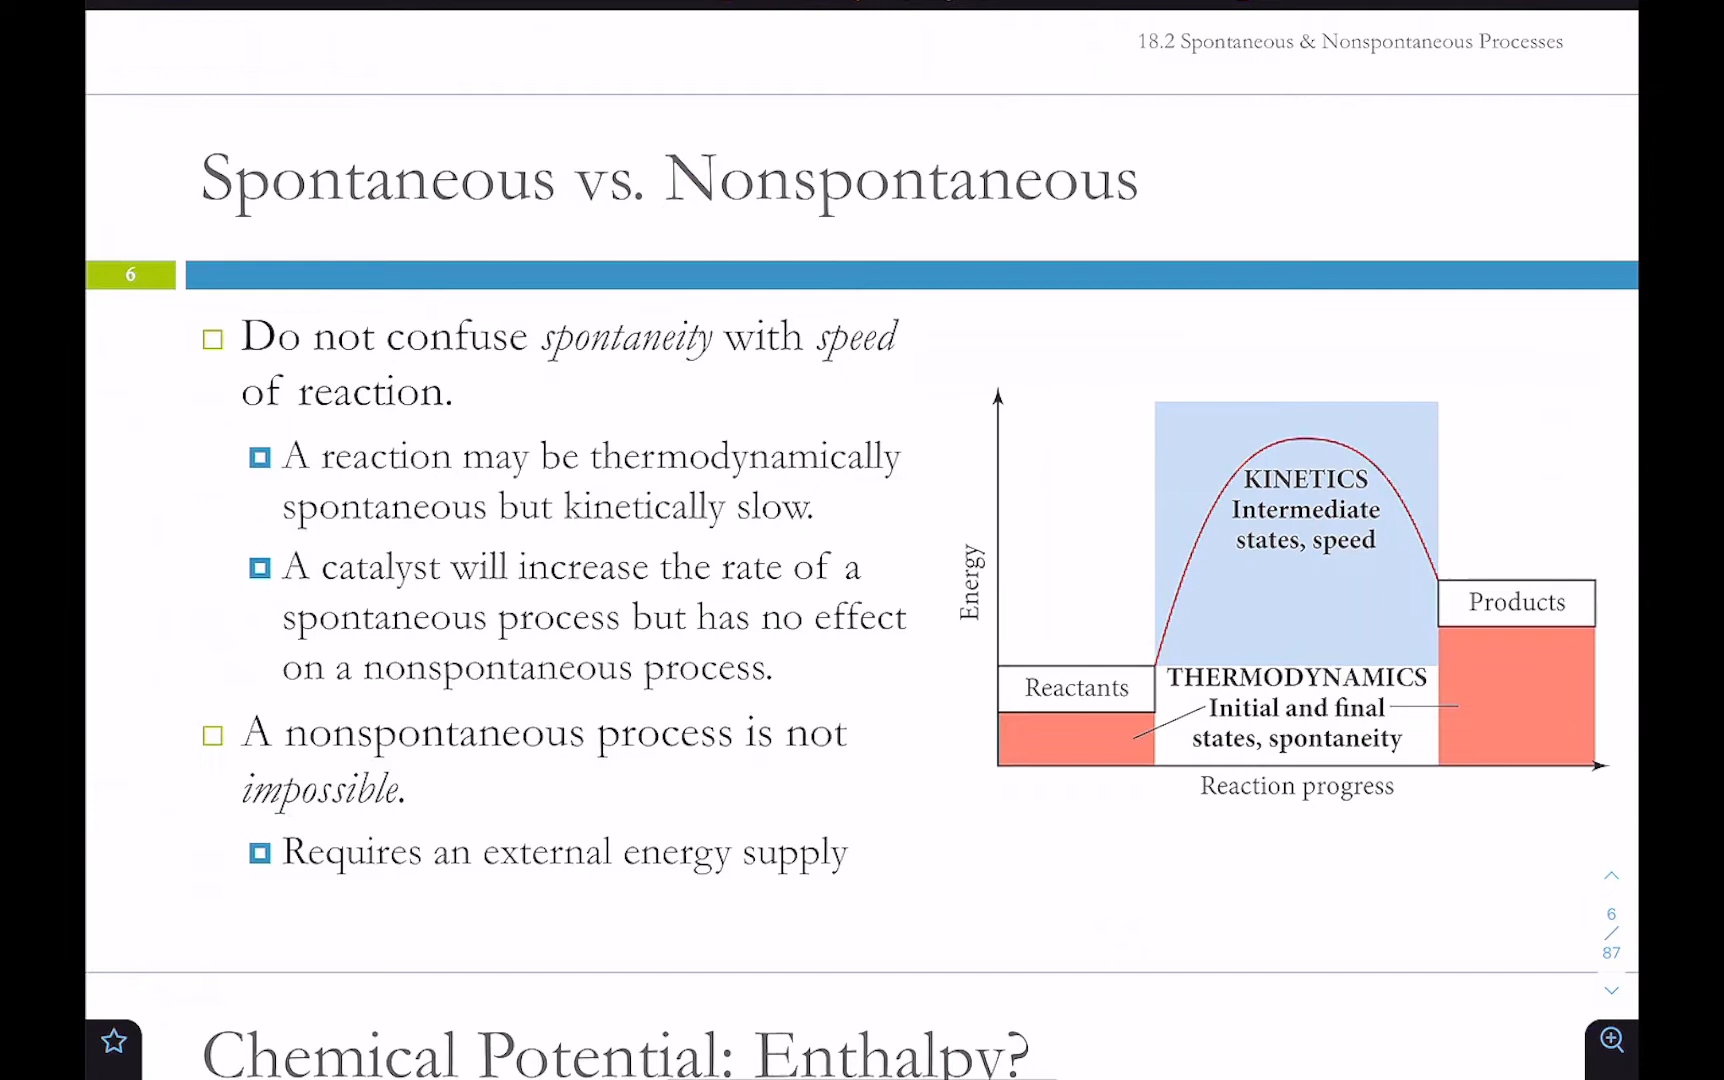 18.2 Spontaneous & Nonspontaneous Processes
Spontaneous vs. Nonspontaneous
6
Do not confuse spontaneity with speed
of reaction.
A reaction may be thermodynamically
spontaneous but kinetically slow.
A catalyst will increase the rate of a
spontaneous process but has no effect
on a nonspontaneous process.
A nonspontaneous process is not
impossible.
Requires an external energy supply
Energy
KINETICS
Intermediate
states, speed
Products
Reactants
THERMODYNAMICS
Initial and final
states, spontaneity
Reaction progress
6
/
87
Chemical Potential: Enthalpy?